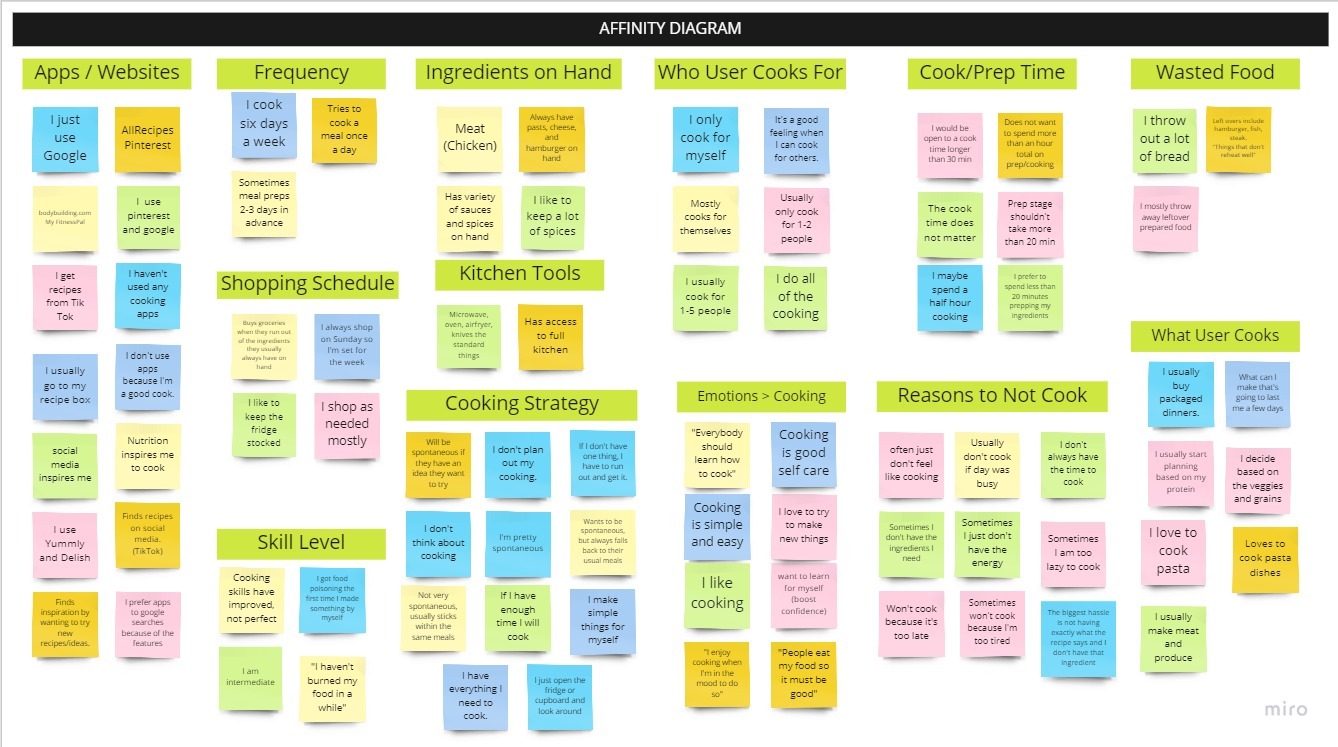 AFFINITY DIAGRAM
Apps / Websites
I just
use
Google
AllRecipes
Pinterest
bodybuilding.com
My FitnessPal
I use
pinterest
and google
I get
recipes
from Tik
Tok
I haven't
used any
cooking
apps
I usually
go to my
recipe box
I don't use
apps
because I'm
a good cook.
social
media
inspires me
Nutrition
inspires me
to cook
I use
Yummly
and Delish
Finds recipes
on social
media.
(TikTok)
Finds
inspiration by
wanting to try
new
recipes/ideas.
I prefer apps
to google
searches
because of the
features
Frequency
I cook
six days
a week
Tries to
cook a
meal once
a day
Sometimes
meal preps
2-3 days in
advance
Shopping Schedule
Buys groceries
when they run out
of the ingredients
they usually
always have on
hand
I always shop
on Sunday so
I'm set for
the week
I like to
keep the
fridge
stocked
I shop as
needed
mostly
Skill Level
Cooking
skills have
improved,
not perfect
I got food
poisoning the
first time I made
something by
myself
I am
intermediate
"I haven't
burned my
food in a
while"
Ingredients on Hand
Meat
(Chicken)
Always have
pasts, cheese,
and
hamburger on
hand
Has variety
of sauces
and spices
on hand
I like to
keep a lot
of spices
Kitchen Tools
Microwave,
oven, airfryer,
knives the
standard
things
Has access
to full
kitchen
Cooking Strategy
Will be
spontaneous if
they have an
idea they want
to try
I don't plan
out my
cooking.
If I don't have
one thing, I
have to run
out and get it.
I don't
think about
cooking
I'm pretty
spontaneous
Wants to be
spontaneous,
but always falls
back to their
usual meals
Not very
spontaneous,
usually sticks
within the
same meals
If I have
enough
time I will
cook
I make
simple
things for
myself
I have
everything I
need to
cook.
I just open the
fridge or
cupboard and
look around
Who User Cooks For
I only
cook for
myself
It's a good
feeling when
I can cook
for others.
Mostly
cooks for
themselves
Usually
only cook
for 1-2
people
I usually
cook for
1-5 people
I do all
of the
cooking
Emotions > Cooking
"Everybody
should
learn how
to cook"
Cooking
is good
self care
Cooking
is simple
and easy
I love to try
to make
new things
I like
cooking
want to learn
for myself
(boost
confidence)
"I enjoy
cooking when
I'm in the
mood to do
so"
"People eat
my food so
it must be
good"
Cook/Prep Time
I would be
open to a cook
time longer
than 30 min
Does not want
to spend more
than an hour
total on
prep/cooking
The cook
time does
not matter
Prep stage
shouldn't
take more
than 20 min
I maybe
spend a
half hour
cooking
I prefer to
spend less than
20 minutes
prepping my
ingredients
Reasons to Not Cook
often just
don't feel
like cooking
Usually
don't cook
if day was
busy
I don't
always have
the time to
cook
Sometimes I
don't have the
ingredients I
need
Sometimes
I just don't
have the
energy
Sometimes
I am too
lazy to cook
Won't cook
because it's
too late
Sometimes
won't cook
because I'm
too tired
The biggest hassle
is not having
exactly what the
recipe says and I
don't have that
ingredient
Wasted Food
I throw
out a lot
of bread
Left overs include
hamburger, fish,
steak.
"Things that don't
reheat well"
I mostly throw
away leftover
prepared food
What User Cooks
I usually
buy
packaged
dinners.
What can I
make that's
going to last
me a few days
I usually start
planning
based on my
protein
I decide
based on
the veggies
and grains
I love to
cook
pasta
Loves to
cook pasta
dishes
I usually
make meat
and
produce
miro